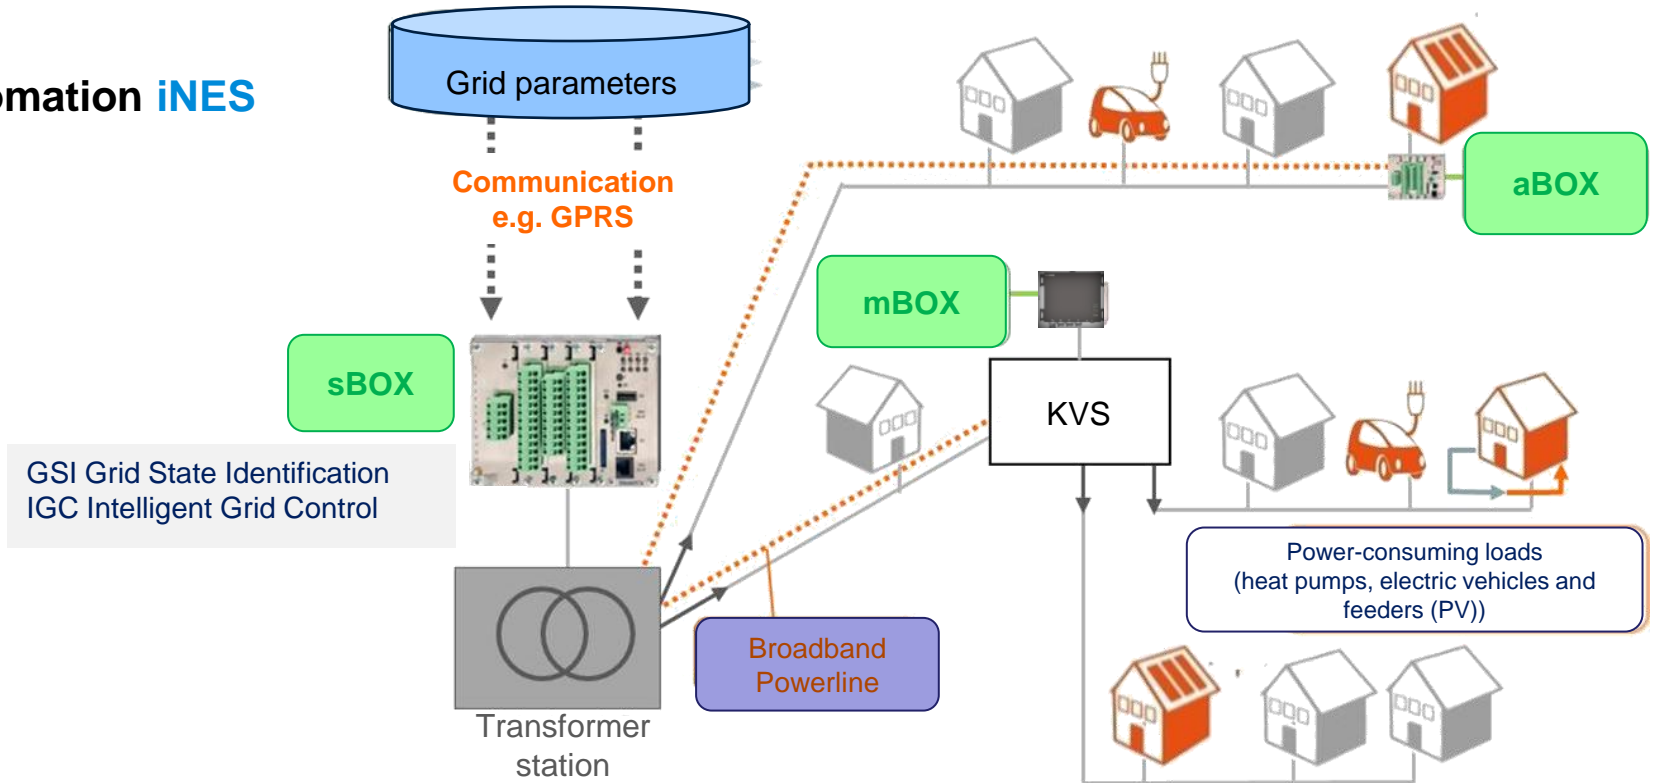 iNES
Grid parameters
Communication
e.g. GPRS
aBOX
mBOX
sBOX
KVS
GSI Grid State Identification
IGC Intelligent Grid Control
Power-consuming loads
(heat pumps, electric vehicles and
feeders (PV))
Broadband
Powerline
Transformer
station